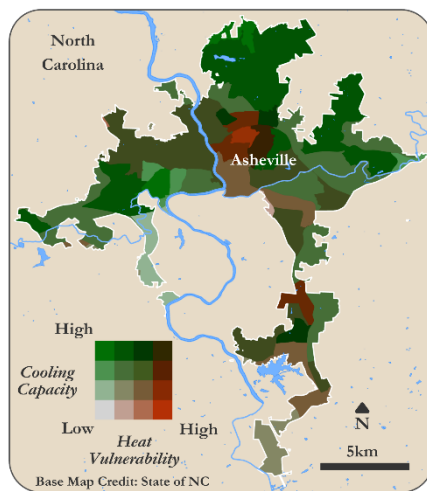 North
Carolina
Asheville
High
Cooling
Capacity
Low
High
Heat
Vulnerability
N
5km
Base Map Credit: State of NC